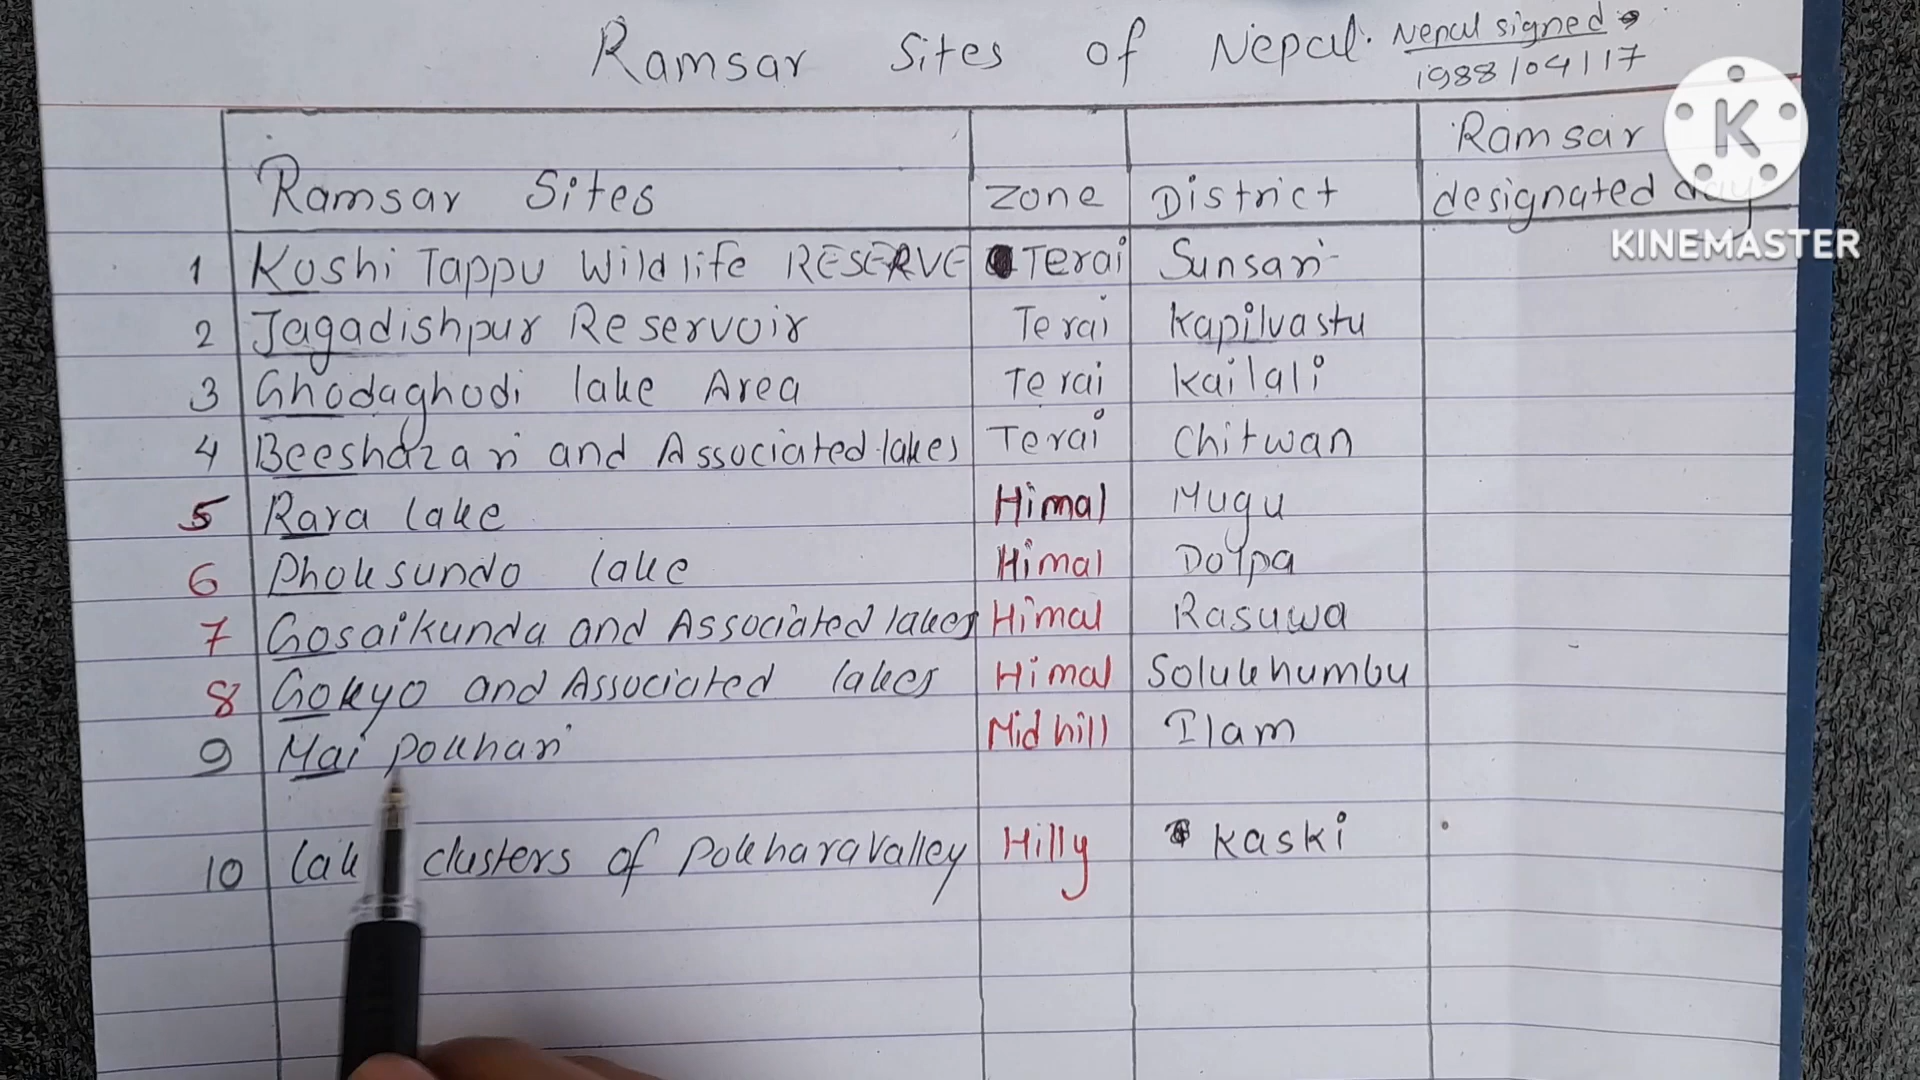 Ramsar Sites of Nepal. Nepal signed
1988/04/17
Ramsar
Ramsar Sites Zone District designated day
KINEMASTER
1 Koshi Tappu Wildlife RESERVE Terai Sunsari
2 Jagadishpur Reservoir Terai Kapilvastu
3 Ghodaghodi lake Area Terai Kailali
4 Beeshazari and Associated lakes Terai Chitwan
5 Rara lake Himal Mugu
6 Phoksundo lake Himal Dolpa
7 Gosaikunda and Associated lakes Himal Rasuwa
8 Gokyo and Associated lakes Himal Solukhumbu
9 Mai pokhari Mid hill Ilam
10 lak clusters of Pokhara Valley Hilly Kaski